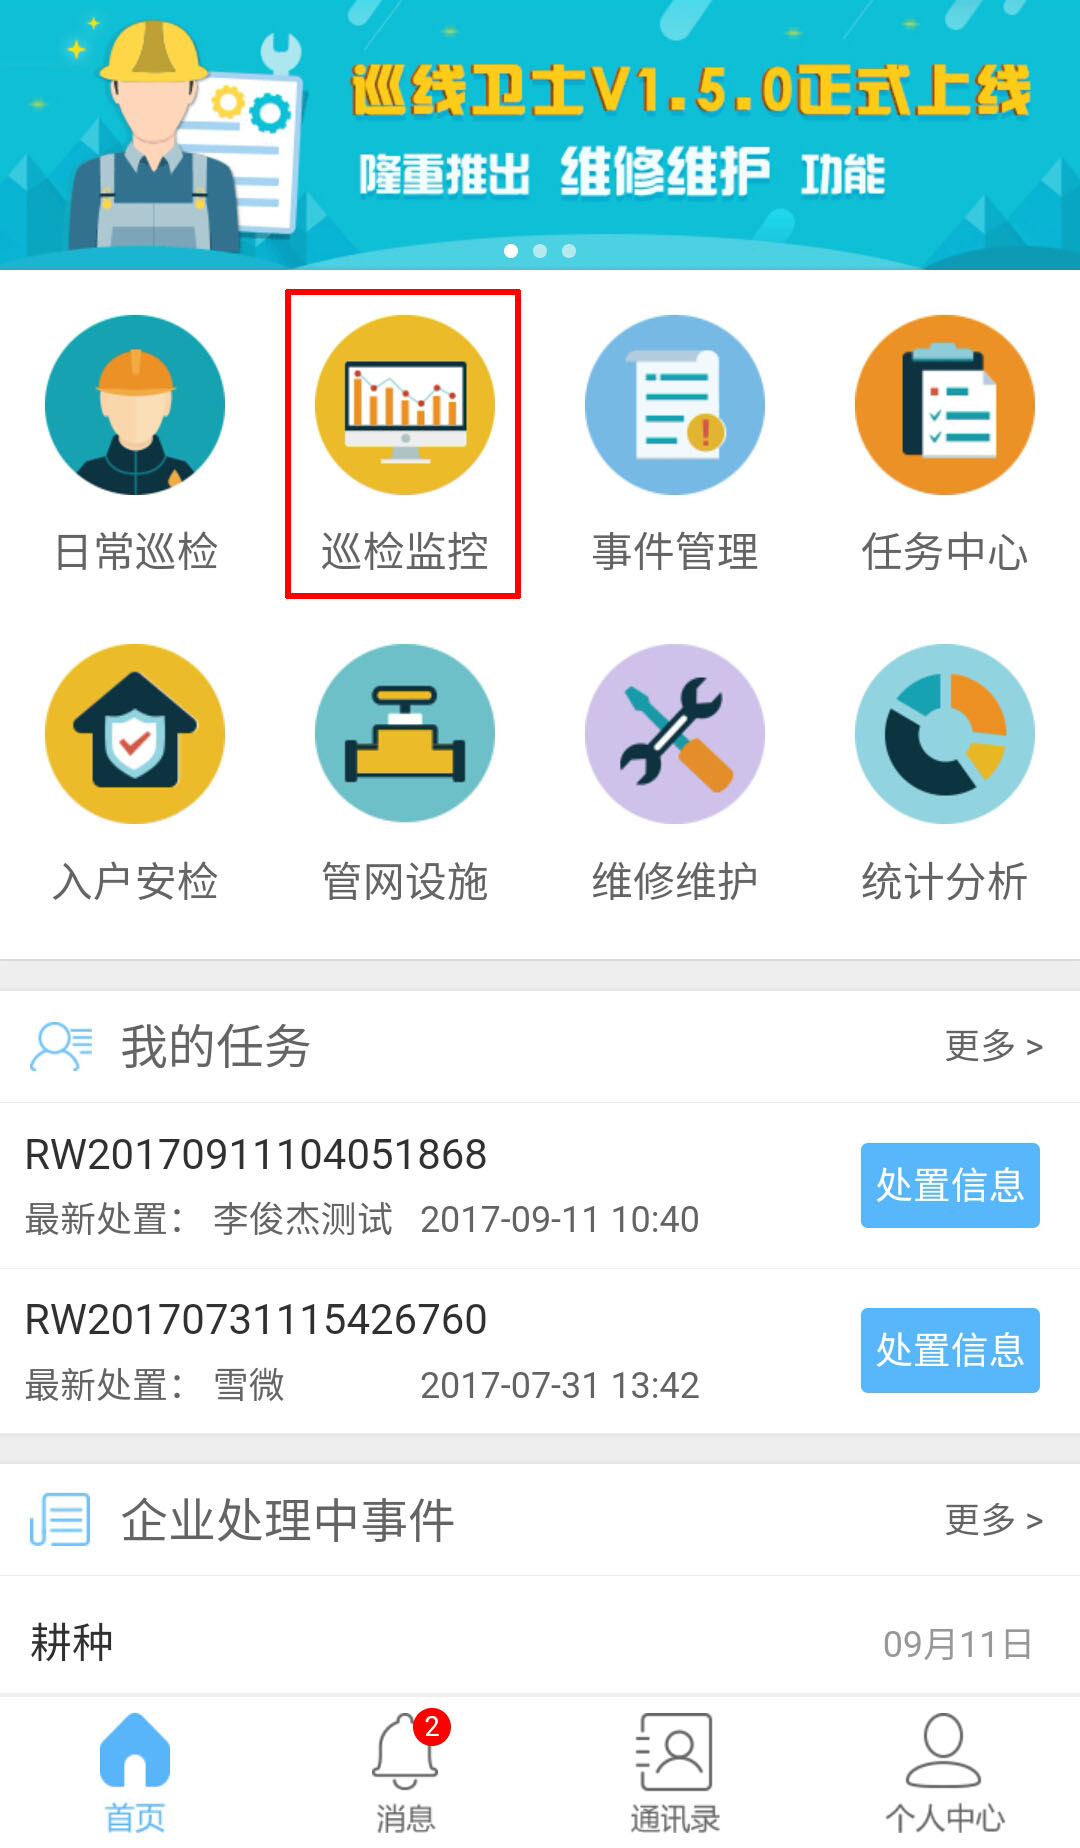 巡线卫士V1.5.0正式上线
隆重推出 维修维护 功能
日常巡检 巡检监控 事件管理 任务中心
入户安检 管网设施 维修维护 统计分析
我的任务 更多 >
RW20170911104051868
处置信息
最新处置： 李俊杰测试 2017-09-11 10:40
RW20170731115426760
处置信息
最新处置： 雪微 2017-07-31 13:42
企业处理中事件 更多 >
耕种 09月11日
2
首页 消息 通讯录 个人中心